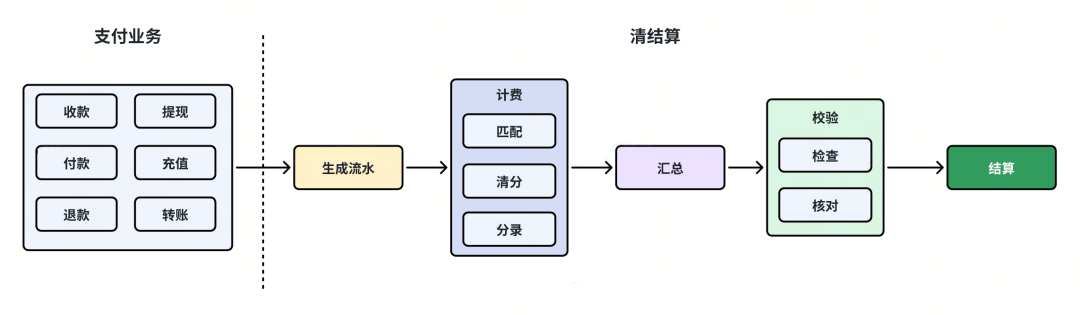 支付业务
清结算
收款
提现
付款
充值
退款
转账
生成流水
计费
匹配
清分
分录
汇总
校验
检查
核对
结算